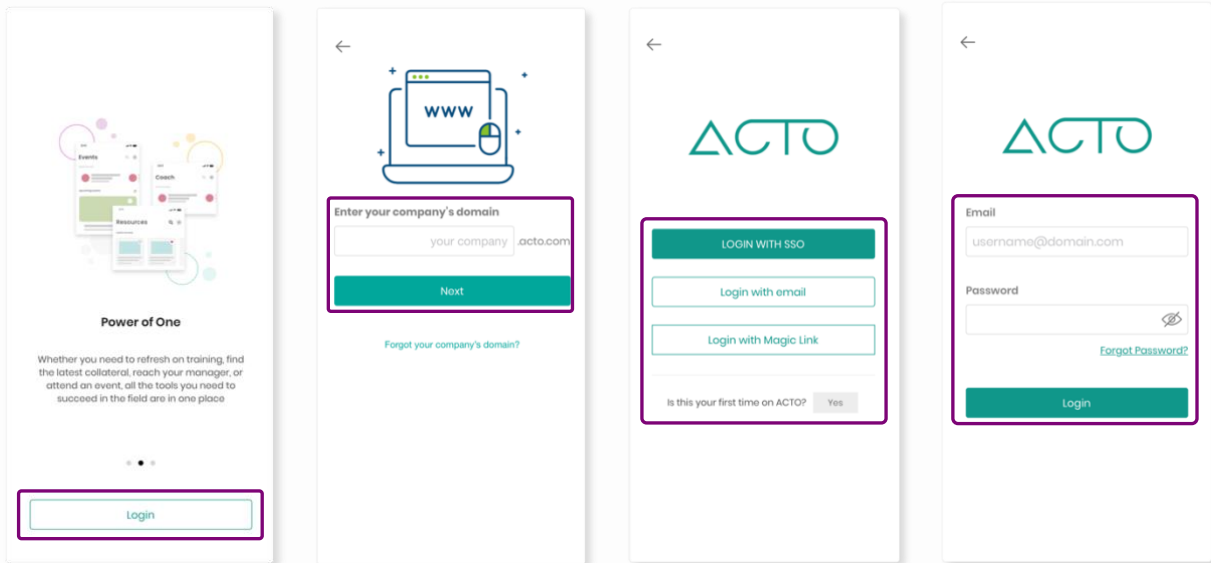 Events
Coach
Resources
Power of One
Whether you need to refresh on training, find
the latest collateral, reach your manager, or
attend an event, all the tools you need to
succeed in the field are in one place
Login
WWW
Enter your company's domain
your company .acto.com
Next
Forgot your company's domain?
ACTO
LOGIN WITH SSO
Login with email
Login with Magic Link
Is this your first time on ACTO? Yes
ACTO
Email
username@domain.com
Password
Forgot Password?
Login